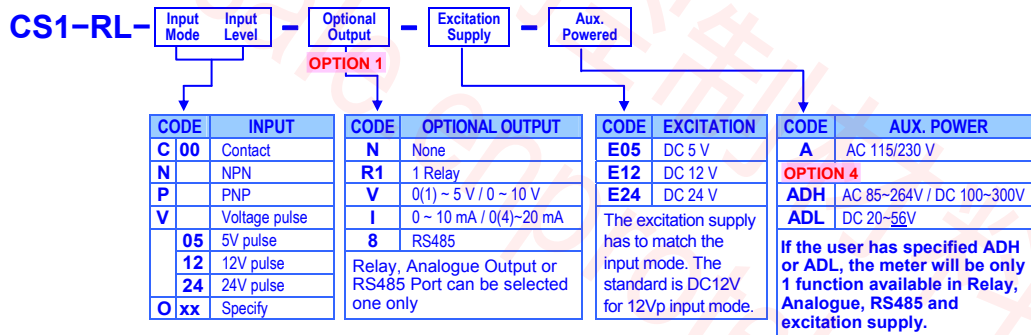 CS1-RL- Input Mode Input Level - Optional Output - Excitation Supply - Aux. Powered
OPTION 1
CODE INPUT
C 00 Contact
N NPN
P PNP
V Voltage pulse
05 5V pulse
12 12V pulse
24 24V pulse
O xx Specify
CODE OPTIONAL OUTPUT
N None
R1 1 Relay
V 0(1) ~ 5 V / 0 ~ 10 V
I 0 ~ 10 mA / 0(4)~20 mA
8 RS485
Relay, Analogue Output or
RS485 Port can be selected
one only
CODE EXCITATION
E05 DC 5 V
E12 DC 12 V
E24 DC 24 V
The excitation supply
has to match the
input mode. The
standard is DC12V
for 12Vp input mode.
CODE AUX. POWER
A AC 115/230 V
OPTION 4
ADH AC 85~264V / DC 100~300V
ADL DC 20~56V
If the user has specified ADH
or ADL, the meter will be only
1 function available in Relay,
Analogue, RS485 and
excitation supply.